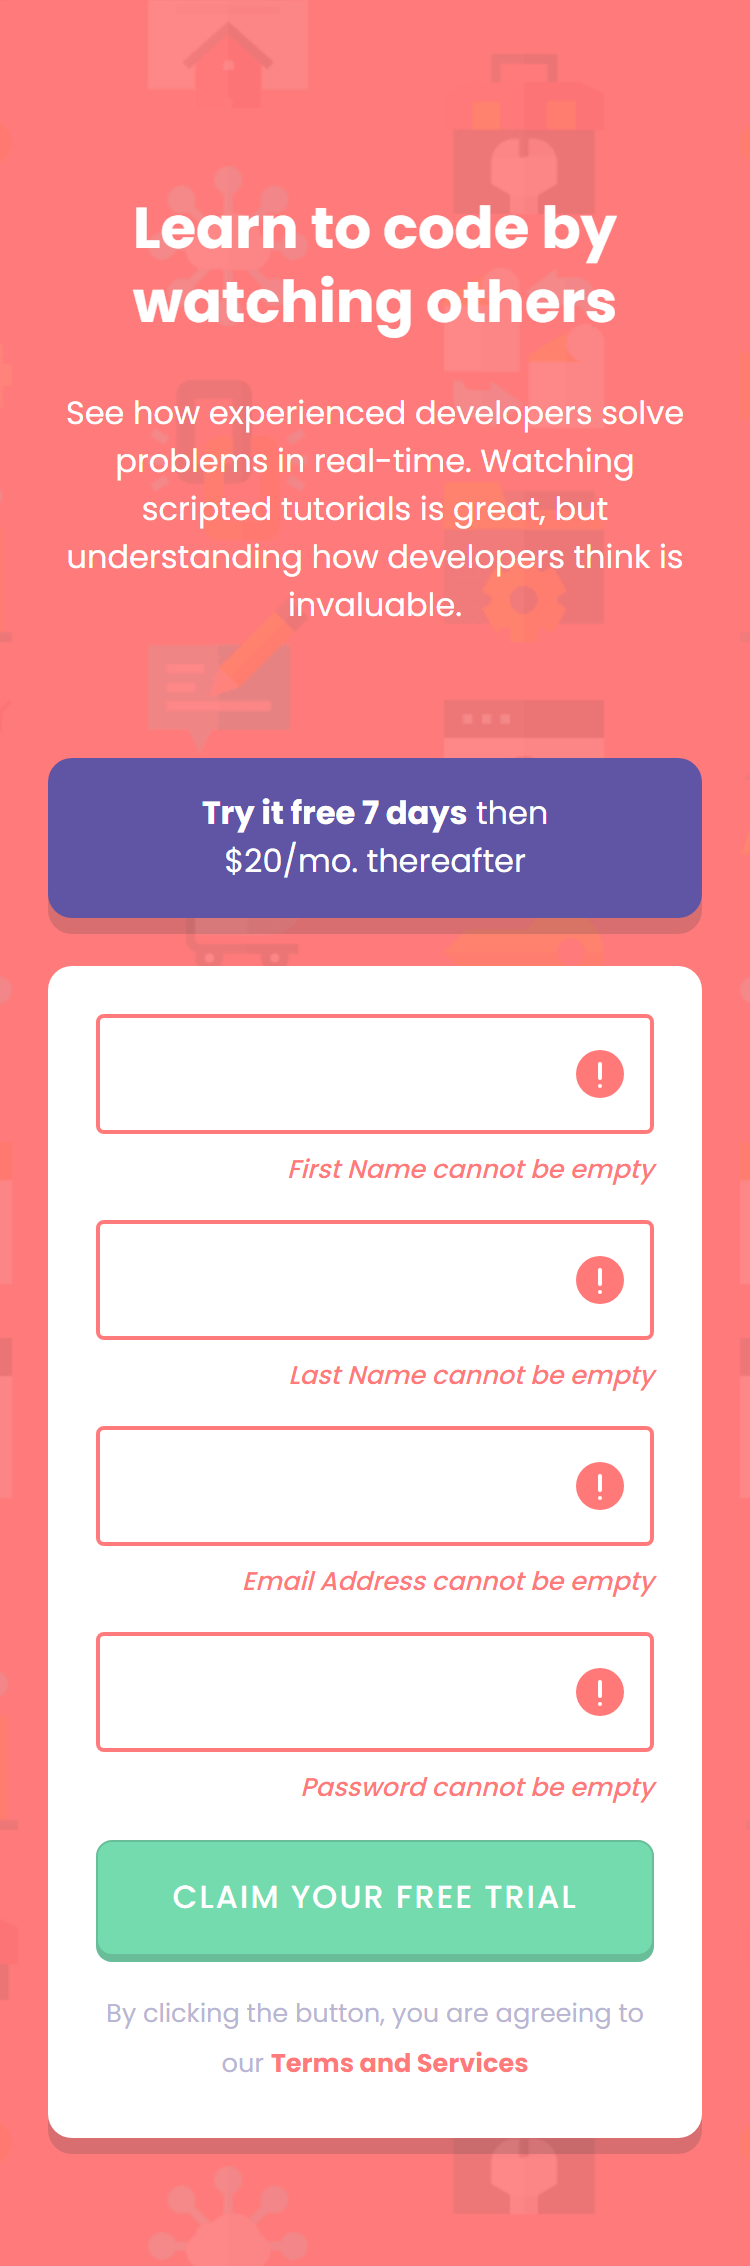 Learn to code by
watching others
See how experienced developers solve
problems in real-time. Watching
scripted tutorials is great, but
understanding how developers think is
invaluable.
Try it free 7 days then
$20/mo. thereafter
First Name cannot be empty
Last Name cannot be empty
Email Address cannot be empty
Password cannot be empty
CLAIM YOUR FREE TRIAL
By clicking the button, you are agreeing to
our Terms and Services